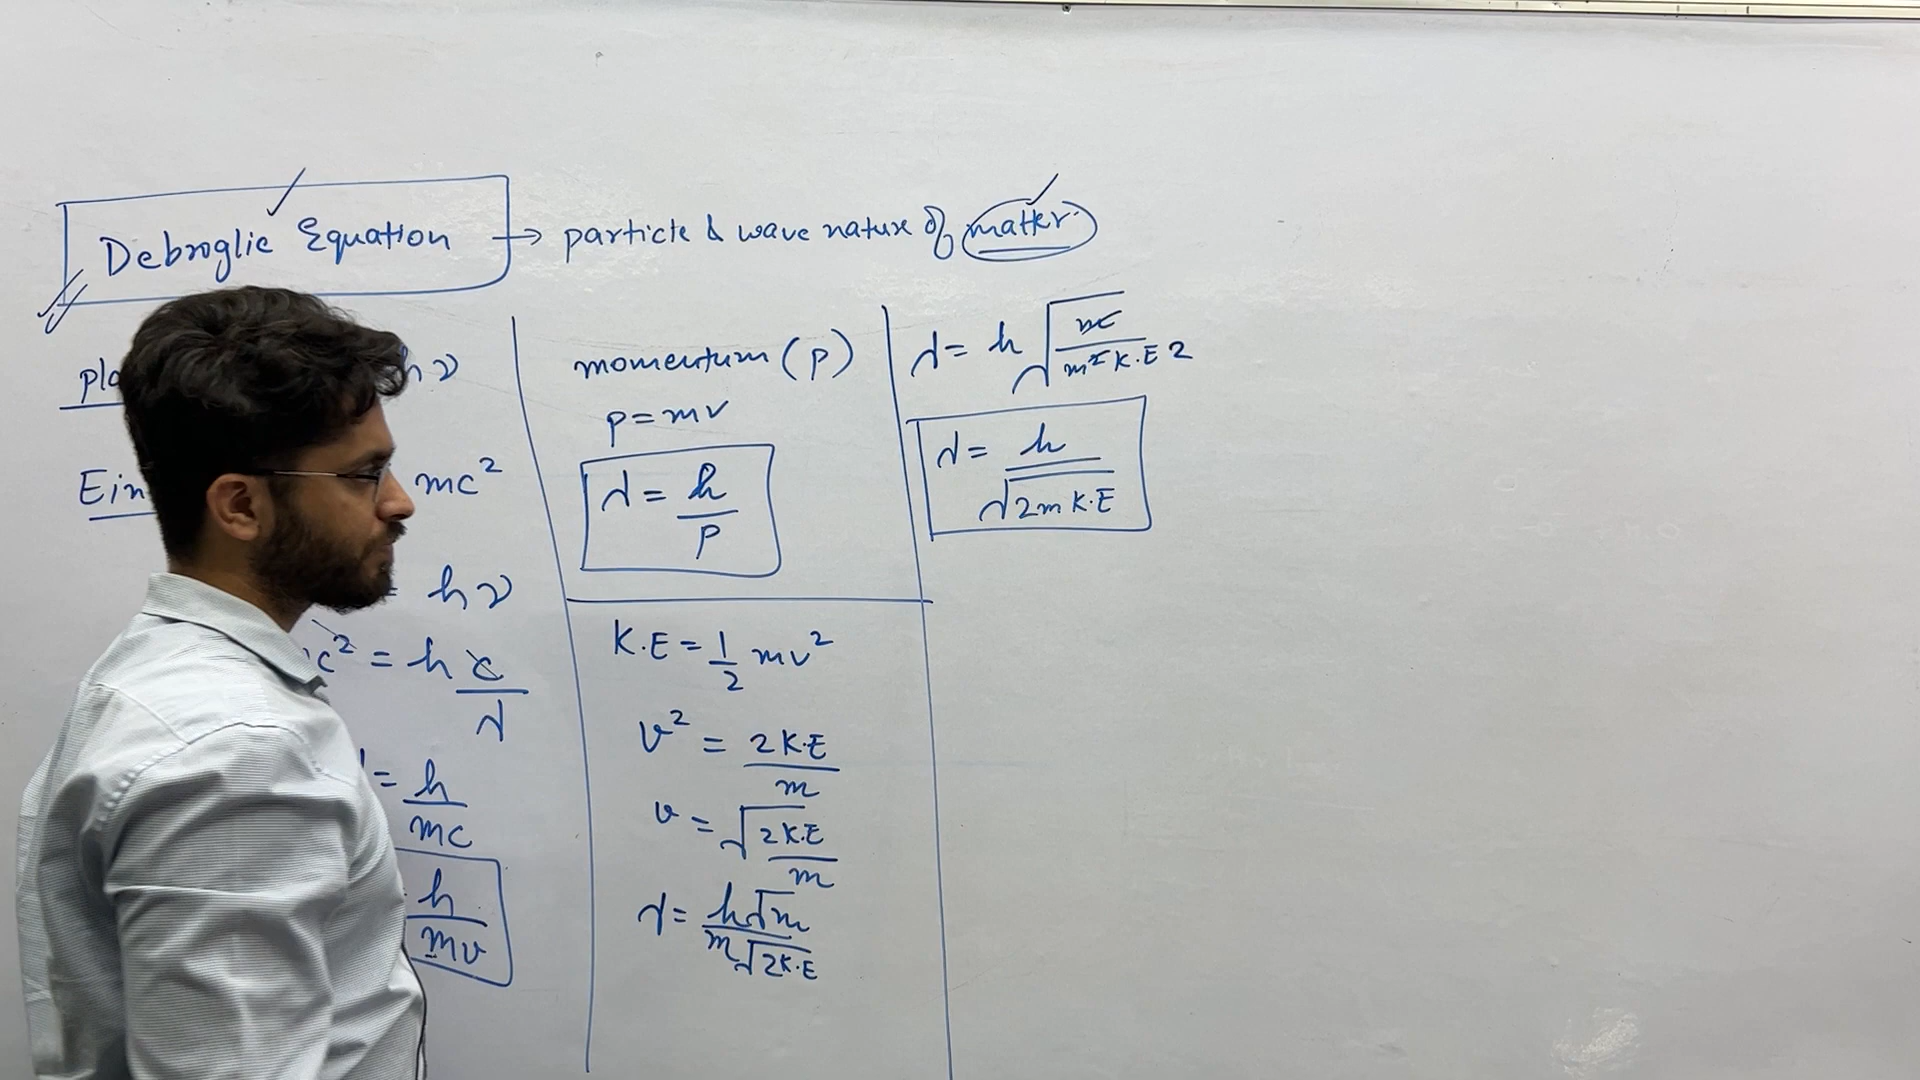 Debroglie Equation → particle & wave nature of matter.
hν
mc²
= hν
c² = h c/λ
= h/mc
h/mv
momentum (p)
p = mv
λ = h/p
K.E = 1/2 mv²
v² = 2K.E/m
v = √(2K.E/m)
λ = h√m / m√2K.E
λ = h √(m / m² K.E 2)
λ = h / √2m K.E